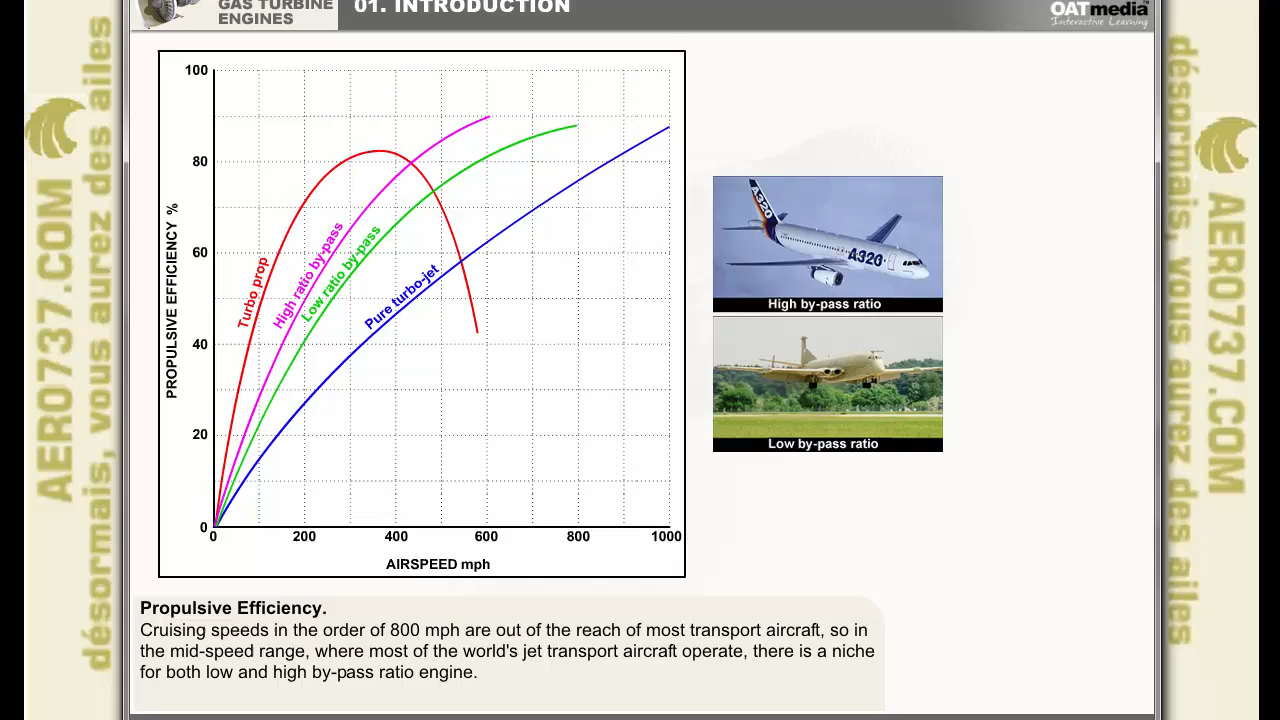 GAS TURBINE
ENGINES
01. INTRODUCTION
OATmedia™
Interactive Learning
AERO737.COM
désormais, vous aurez des ailes
100
80
60
40
20
0
PROPULSIVE EFFICIENCY %
Turbo prop
High ratio by-pass
Low ratio by-pass
Pure turbo-jet
0 200 400 600 800 1000
AIRSPEED mph
A320
A320
High by-pass ratio
Low by-pass ratio
Propulsive Efficiency.
Cruising speeds in the order of 800 mph are out of the reach of most transport aircraft, so in
the mid-speed range, where most of the world's jet transport aircraft operate, there is a niche
for both low and high by-pass ratio engine.
AERO737.COM
désormais, vous aurez des ailes